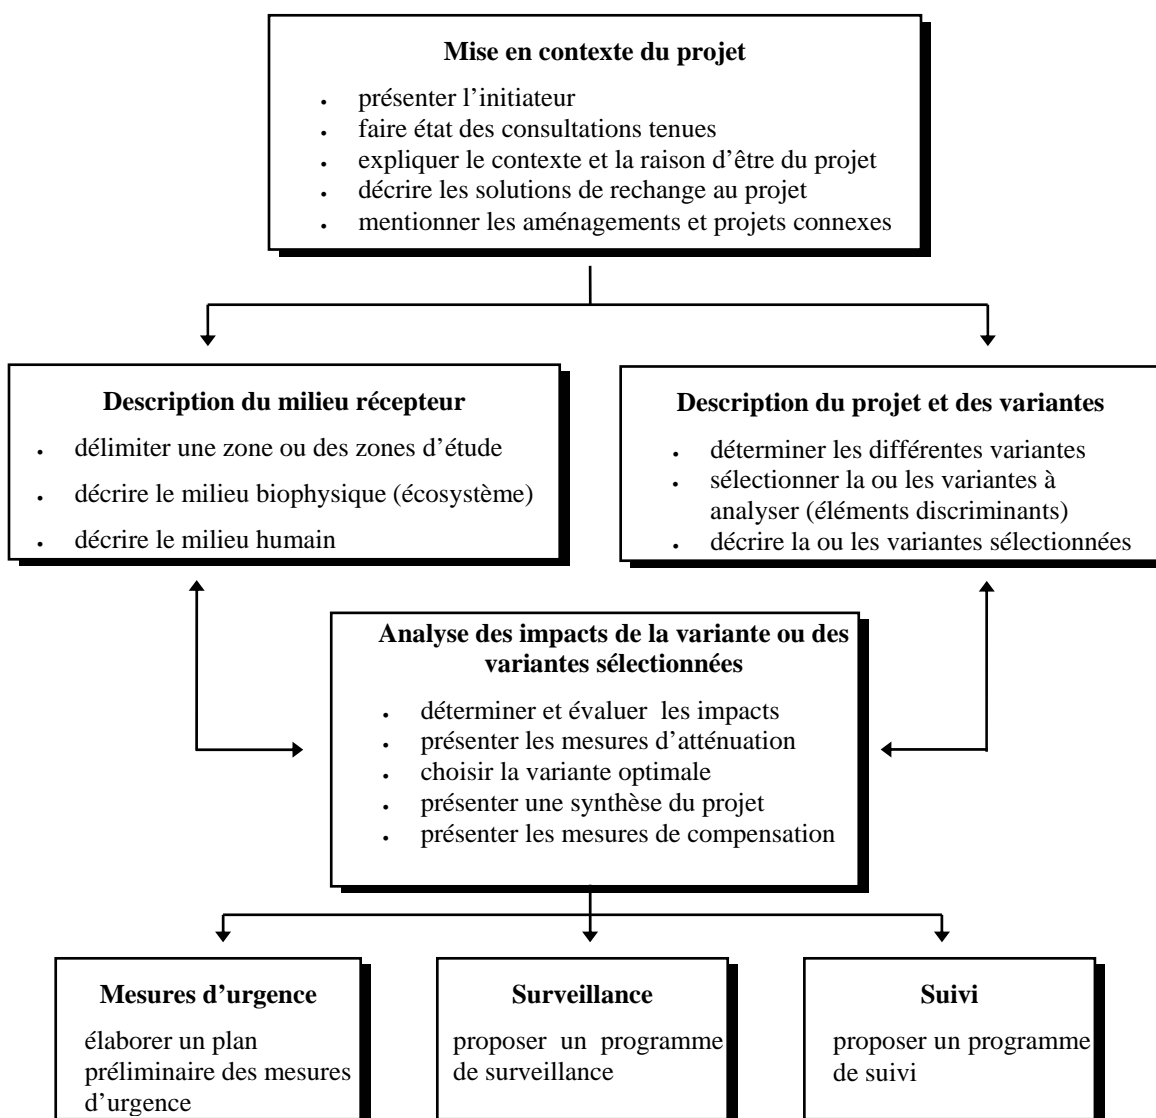 Mise en contexte du projet
• présenter l’initiateur
• faire état des consultations tenues
• expliquer le contexte et la raison d’être du projet
• décrire les solutions de rechange au projet
• mentionner les aménagements et projets connexes
Description du milieu récepteur
• délimiter une zone ou des zones d’étude
• décrire le milieu biophysique (écosystème)
• décrire le milieu humain
Description du projet et des variantes
• déterminer les différentes variantes
• sélectionner la ou les variantes à
analyser (éléments discriminants)
• décrire la ou les variantes sélectionnées
Analyse des impacts de la variante ou des
variantes sélectionnées
• déterminer et évaluer les impacts
• présenter les mesures d’atténuation
• choisir la variante optimale
• présenter une synthèse du projet
• présenter les mesures de compensation
Mesures d’urgence
élaborer un plan
préliminaire des mesures
d’urgence
Surveillance
proposer un programme
de surveillance
Suivi
proposer un programme
de suivi